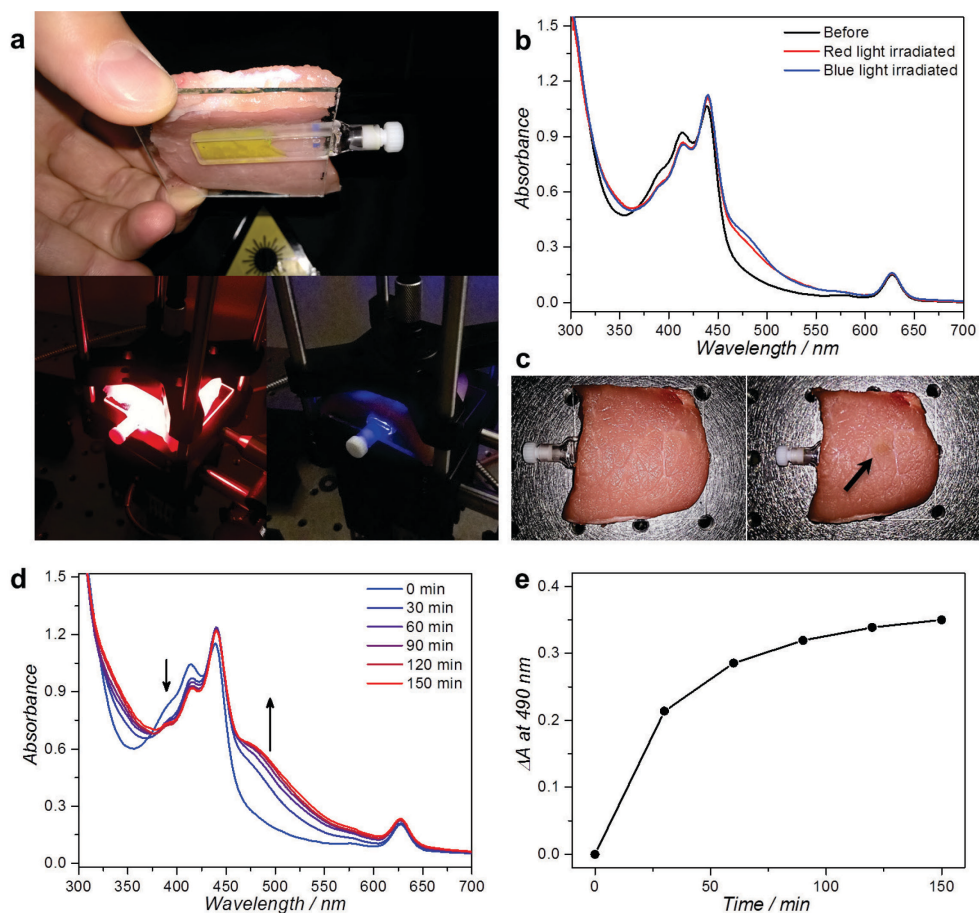 a
b
Before
Red light irradiated
Blue light irradiated
1.5
1.2
0.9
0.6
0.3
0.0
Absorbance
300 350 400 450 500 550 600 650 700
Wavelength / nm
c
d
0 min
30 min
60 min
90 min
120 min
150 min
1.5
1.2
0.9
0.6
0.3
0.0
Absorbance
300 350 400 450 500 550 600 650 700
Wavelength / nm
e
0.4
0.3
0.2
0.1
0.0
ΔA at 490 nm
0 50 100 150
Time / min